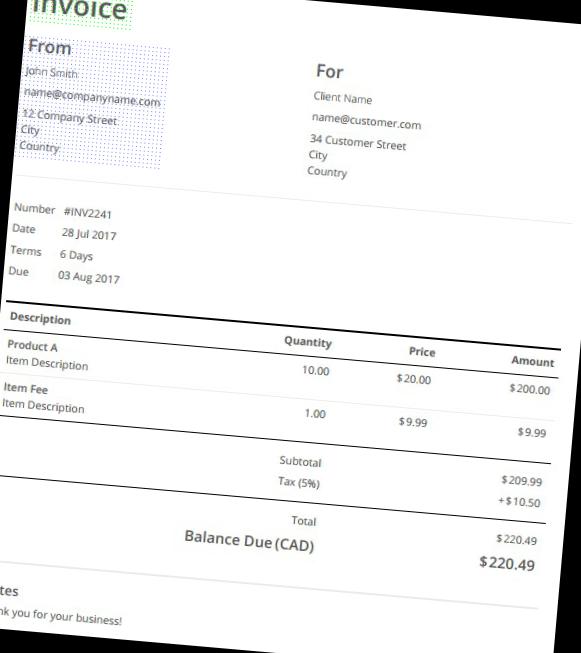 Invoice
From
John Smith
name@companyname.com
12 Company Street
City
Country
For
Client Name
name@customer.com
34 Customer Street
City
Country
Number #INV2241
Date 28 Jul 2017
Terms 6 Days
Due 03 Aug 2017
Description Quantity Price Amount
Product A
Item Description 10.00 $20.00 $200.00
Item Fee
Item Description 1.00 $9.99 $9.99
Subtotal $209.99
Tax (5%) +$10.50
Total $220.49
Balance Due (CAD) $220.49
tes
nk you for your business!